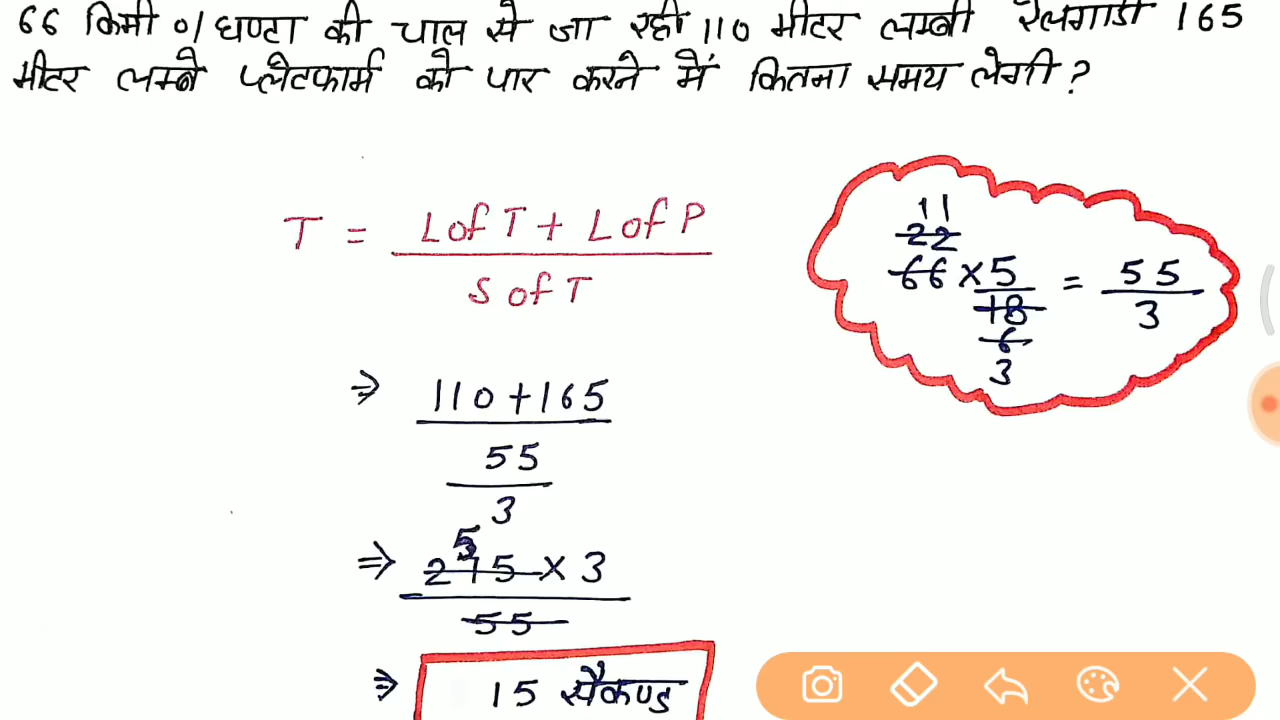 66 किमी ०/ घण्टा की चाल से जा रही 110 मीटर लम्बी रेलगाडी 165
मीटर लम्बे प्लेटफार्म को पार करने में कितना समय लेगी ?
T = L of T + L of P
S of T
11
22
66 × 5 = 55
18 3
6
3
⇒ 110 + 165
55
3
5
⇒ 275 × 3
55
⇒ 15 सैकण्ड